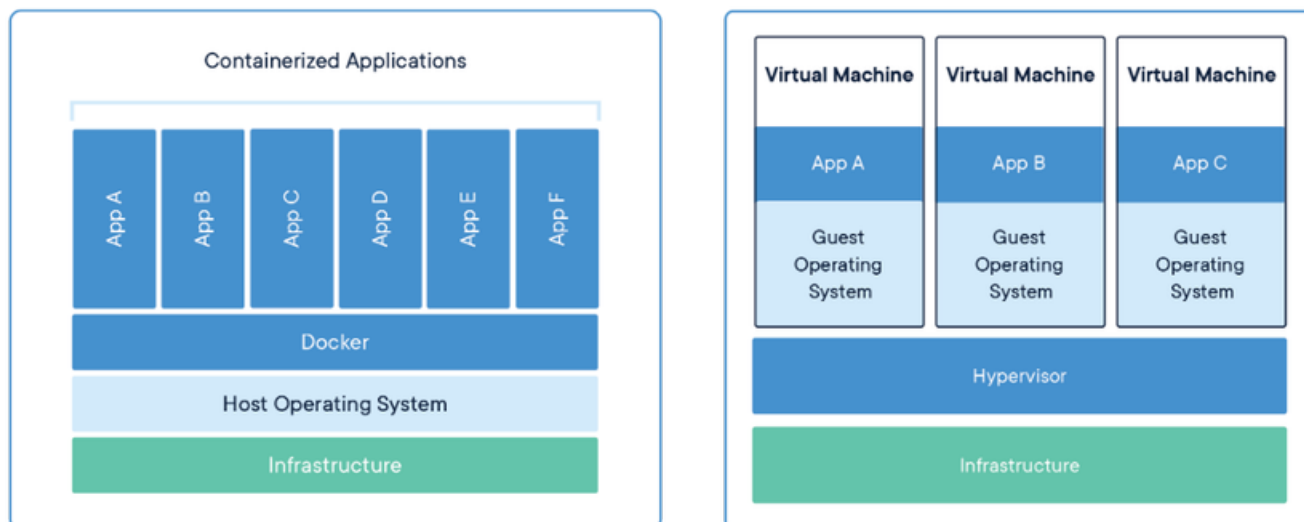 Containerized Applications
App A
App B
App C
App D
App E
App F
Docker
Host Operating System
Infrastructure
Virtual Machine
App A
Guest
Operating
System
Virtual Machine
App B
Guest
Operating
System
Virtual Machine
App C
Guest
Operating
System
Hypervisor
Infrastructure